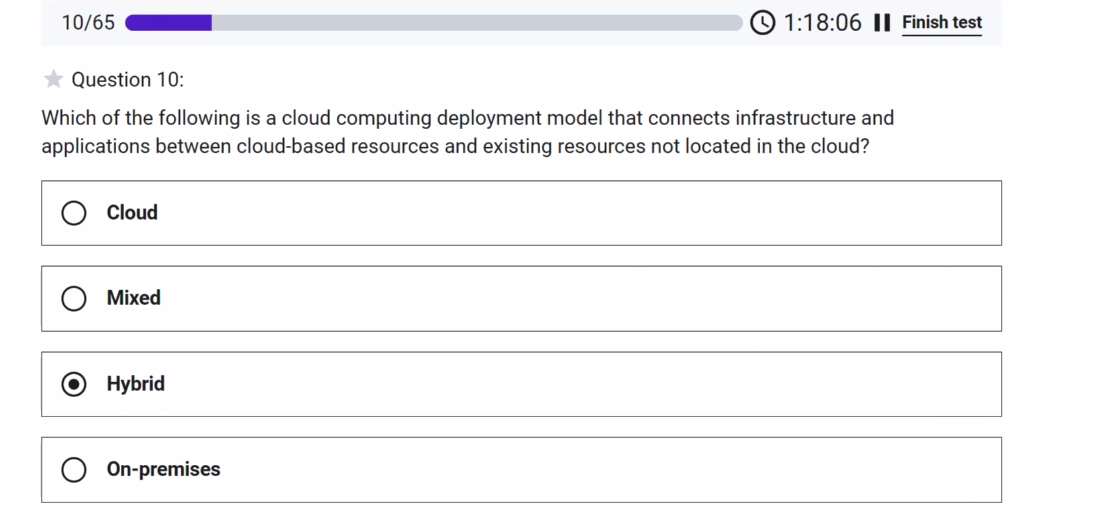 10/65 1:18:06 Finish test
Question 10:
Which of the following is a cloud computing deployment model that connects infrastructure and
applications between cloud-based resources and existing resources not located in the cloud?
Cloud
Mixed
Hybrid
On-premises